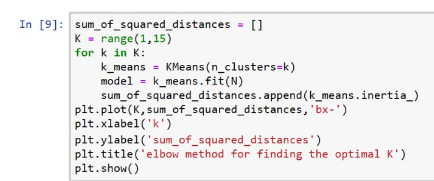 In [9]: sum_of_squared_distances = []
K = range(1,15)
for k in K:
    k_means = KMeans(n_clusters=k)
    model = k_means.fit(N)
    sum_of_squared_distances.append(k_means.inertia_)
plt.plot(K,sum_of_squared_distances,'bx-')
plt.xlabel('k')
plt.ylabel('sum_of_squared_distances')
plt.title('elbow method for finding the optimal K')
plt.show()